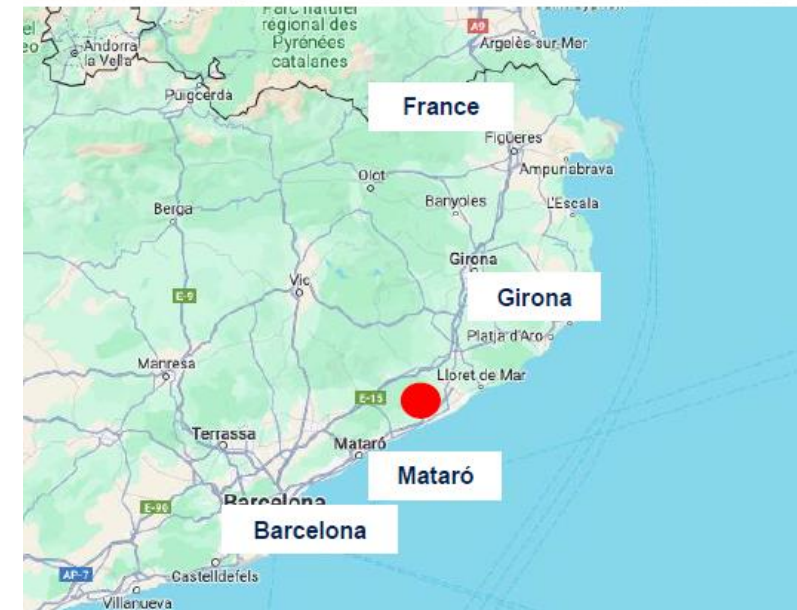 Parc naturel
régional des
Pyrénées
catalanes
A9
Argelès-sur-Mer
Andorra
la Vella
Puigcerdà
France
Figueres
Ampuriabrava
Olot
Banyoles
L'Escala
Berga
Girona
Vic
Girona
E-9
Platja d'Aro
Manresa
Lloret de Mar
E-15
Terrassa
Mataró
Mataró
Barcelona
E-90
Barcelona
AP-7
Castelldefels
Villanueva